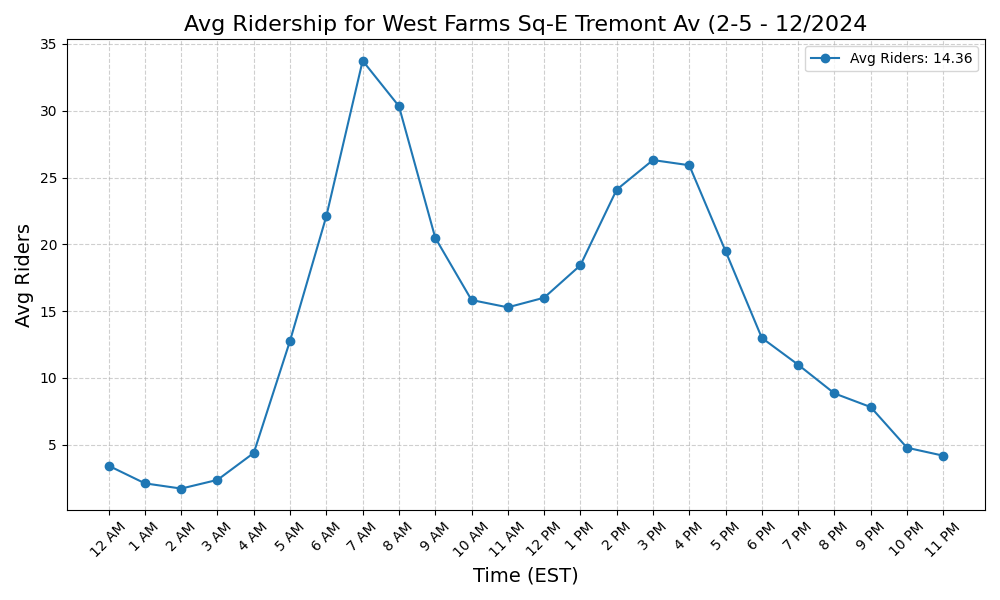 Avg Ridership for West Farms Sq-E Tremont Av (2-5 - 12/2024
Avg Riders: 14.36
Avg Riders
35
30
25
20
15
10
5
12 AM
1 AM
2 AM
3 AM
4 AM
5 AM
6 AM
7 AM
8 AM
9 AM
10 AM
11 AM
12 PM
1 PM
2 PM
3 PM
4 PM
5 PM
6 PM
7 PM
8 PM
9 PM
10 PM
11 PM
Time (EST)